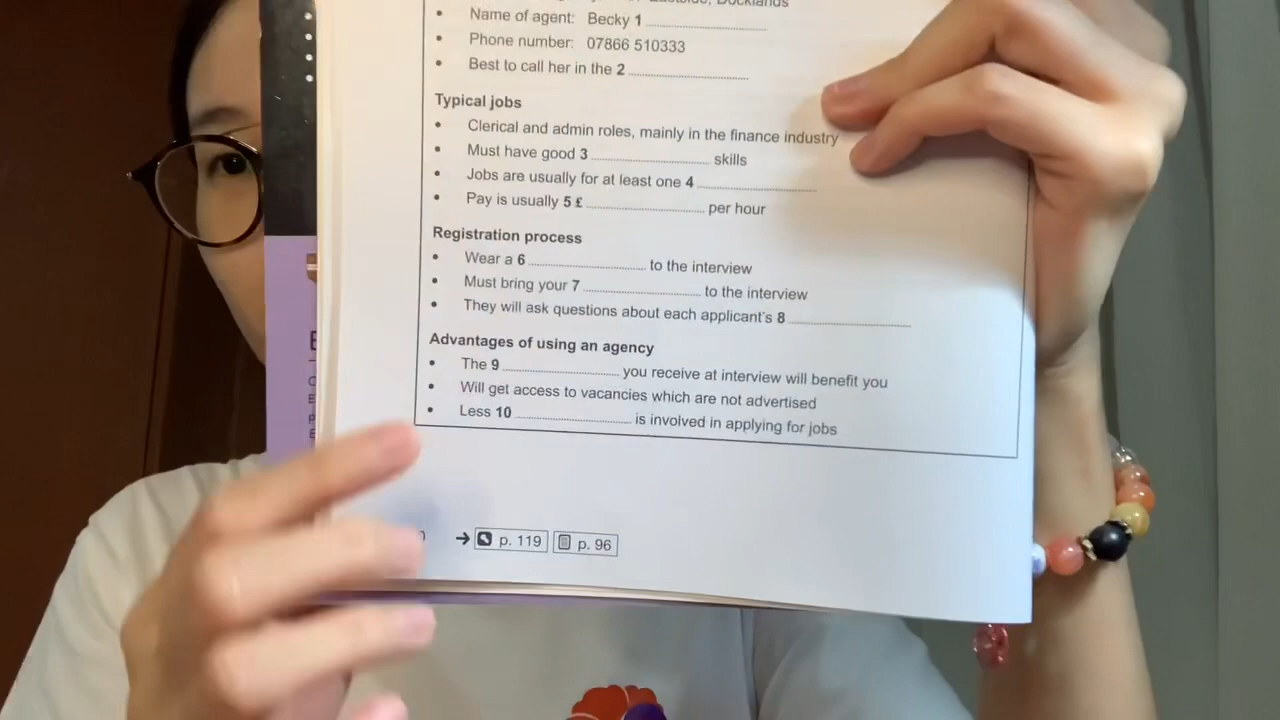 Eastside, Docklands
• Name of agent: Becky 1 ....................
• Phone number: 07866 510333
• Best to call her in the 2 ....................
Typical jobs
• Clerical and admin roles, mainly in the finance industry
• Must have good 3 .................... skills
• Jobs are usually for at least one 4 ....................
• Pay is usually 5 £ .................... per hour
Registration process
• Wear a 6 .................... to the interview
• Must bring your 7 .................... to the interview
• They will ask questions about each applicant's 8 ....................
Advantages of using an agency
• The 9 .................... you receive at interview will benefit you
• Will get access to vacancies which are not advertised
• Less 10 .................... is involved in applying for jobs
➔ p. 119 p. 96